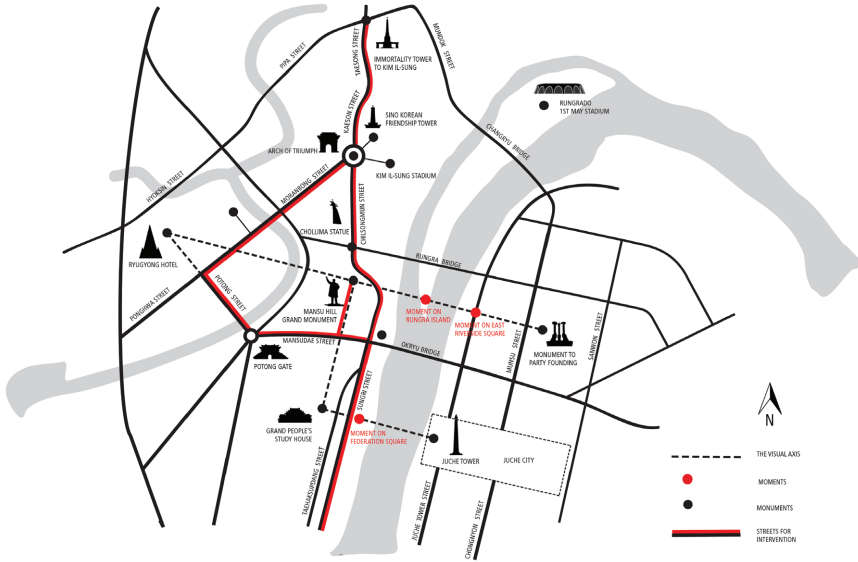 TAESONG STREET
MUNDOK STREET
PIPA STREET
IMMORTALITY TOWER
TO KIM IL-SUNG
KAESON STREET
SINO KOREAN
FRIENDSHIP TOWER
RUNGRADO
1ST MAY STADIUM
CHANGRYU BRIDGE
ARCH OF TRIUMPH
KIM IL-SUNG STADIUM
HYOKSIN STREET
MORANBONG STREET
CHILSONGMUN STREET
CHOLLIMA STATUE
RUNGRA BRIDGE
RYUGYONG HOTEL
PONGHWA STREET
POTONG STREET
MANSU HILL
GRAND MONUMENT
MOMENT ON
RUNGRA ISLAND
MOMENT ON EAST
RIVERSIDE SQUARE
MUNSU STREET
MONUMENT TO
PARTY FOUNDING
SANWON STREET
MANSUDAE STREET
OKRYU BRIDGE
POTONG GATE
SUNGRI STREET
GRAND PEOPLE'S
STUDY HOUSE
MOMENT ON
FEDERATION SQUARE
TAEHAKSUPDANG STREET
JUCHE TOWER
JUCHE CITY
JUCHE TOWER STREET
CHONGNYON STREET
N
THE VISUAL AXIS
MOMENTS
MONUMENTS
STREETS FOR
INTERVENTION